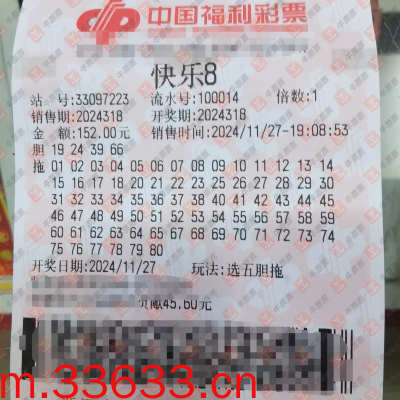 中国福利彩票
快乐8
站 号:33097223 流水号:100014 倍数:1
销售期:2024318 开奖期:2024318
金 额:152.00元 销售时间:2024/11/27-19:08:53
胆 19 24 39 66
拖 01 02 03 04 05 06 07 08 09 10 11 12 13 14
15 16 17 18 20 21 22 23 25 26 27 28 29 30
31 32 33 34 35 36 37 38 40 41 42 43 44 45
46 47 48 49 50 51 52 53 54 55 56 57 58 59
60 61 62 63 64 65 67 68 69 70 71 72 73 74
75 76 77 78 79 80
开奖日期:2024/11/27 玩法:选五胆拖
贡献45.60元
m.33633.cn